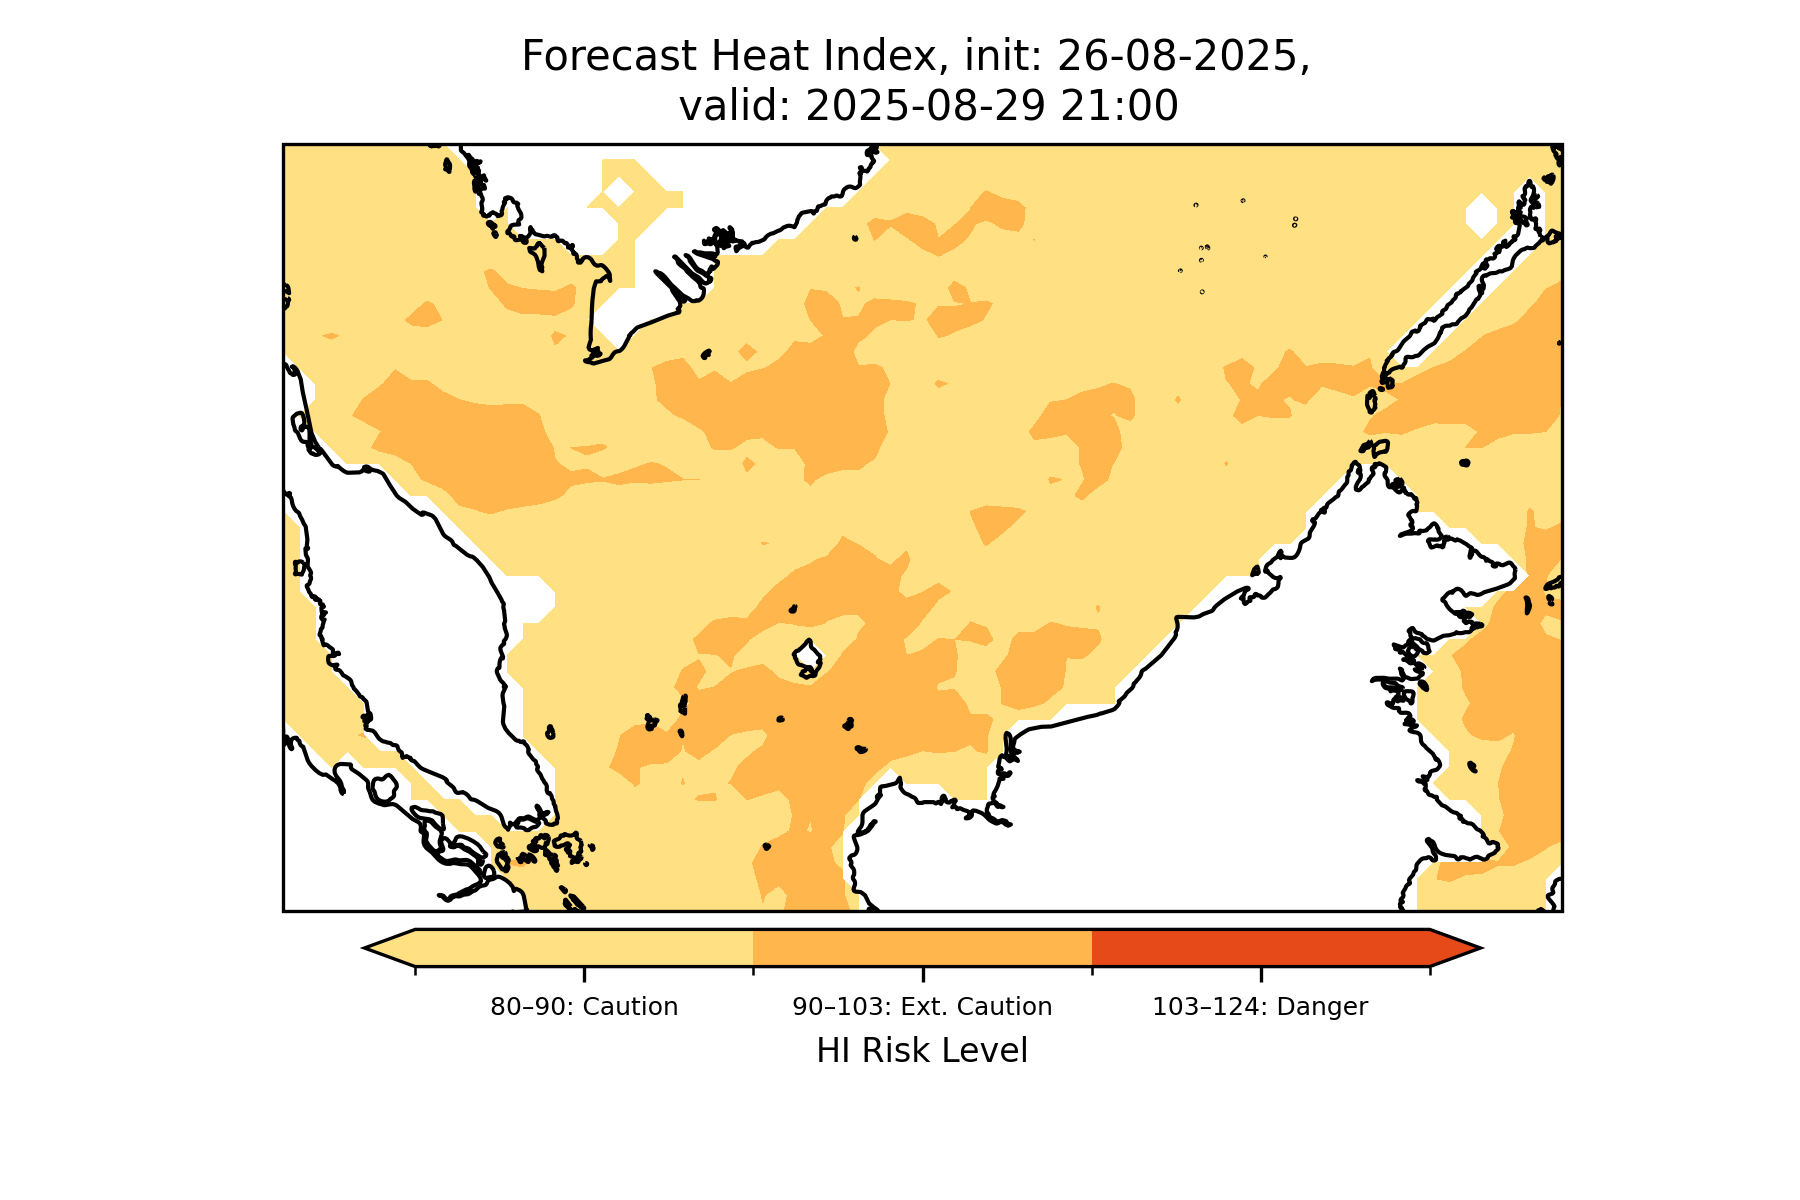 Forecast Heat Index, init: 26-08-2025,
valid: 2025-08-29 21:00
80–90: Caution
90–103: Ext. Caution
103–124: Danger
HI Risk Level